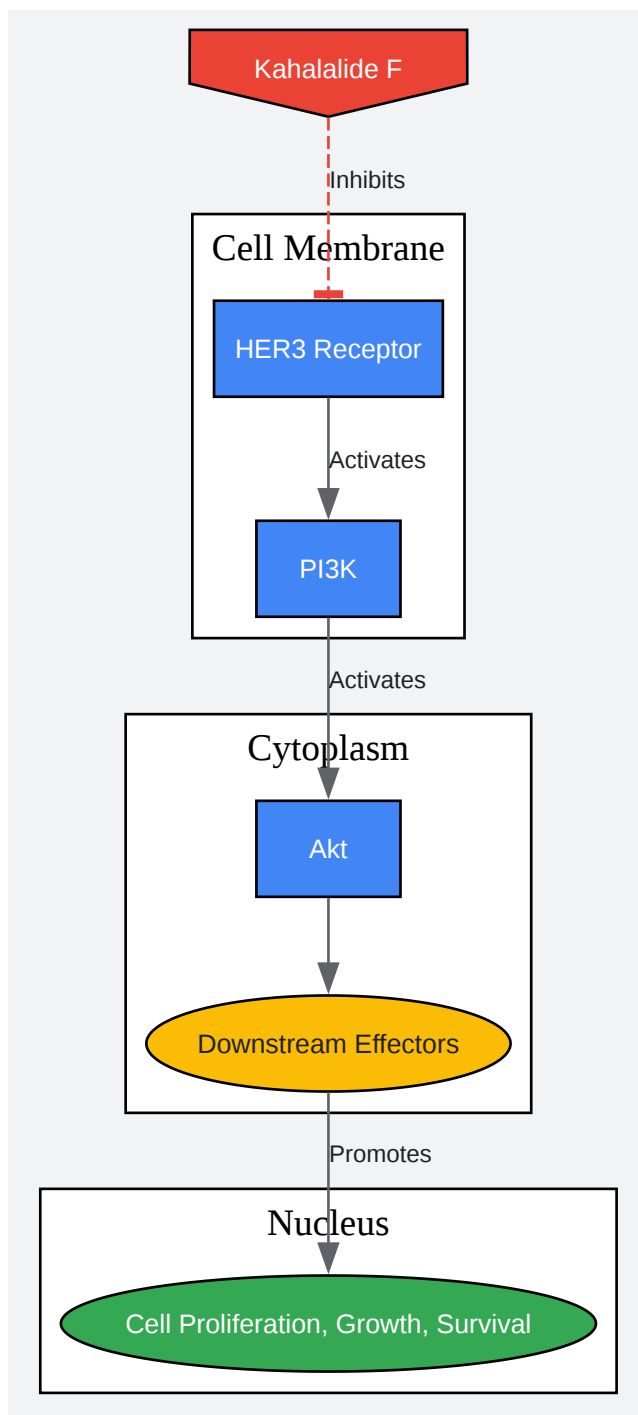 Kahalalide F
Inhibits
Cell Membrane
HER3 Receptor
Activates
PI3K
Activates
Cytoplasm
Akt
Downstream Effectors
Promotes
Nucleus
Cell Proliferation, Growth, Survival